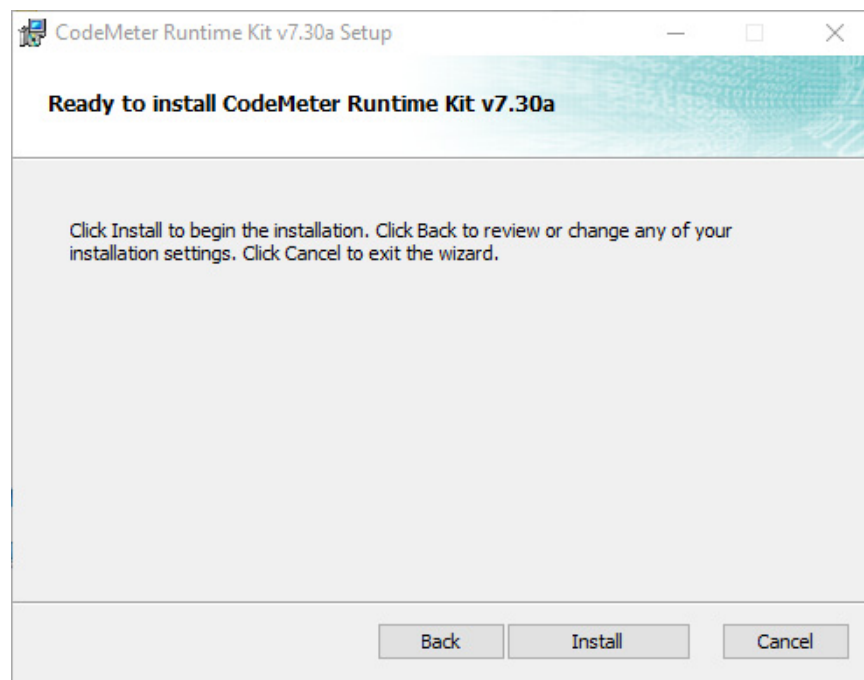 CodeMeter Runtime Kit v7.30a Setup
Ready to install CodeMeter Runtime Kit v7.30a
Click Install to begin the installation. Click Back to review or change any of your
installation settings. Click Cancel to exit the wizard.
Back Install Cancel